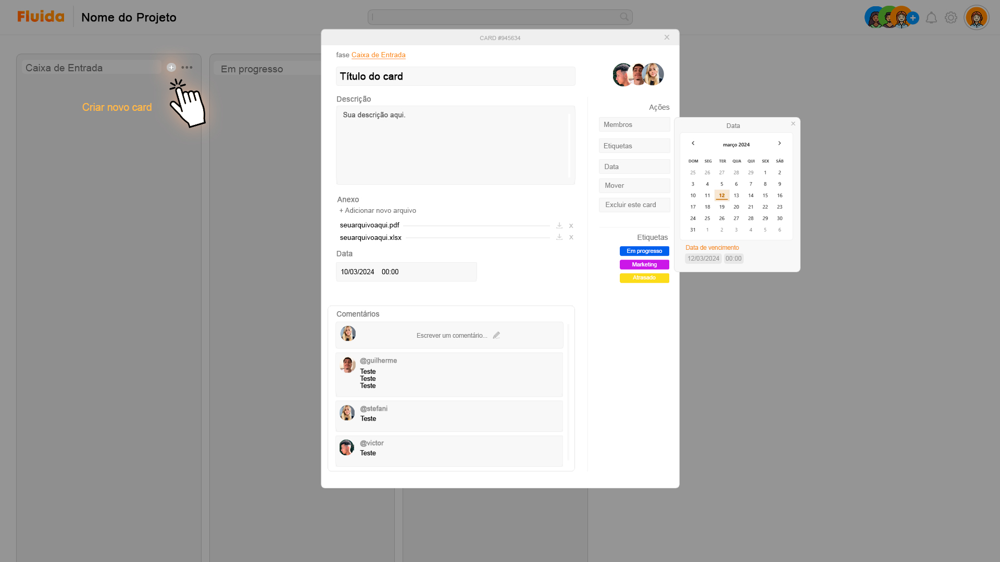 Fluida
Nome do Projeto
CARD #945634
fase Caixa de Entrada
Caixa de Entrada
Em progresso
Criar novo card
Título do card
Descrição
Sua descrição aqui.
Anexo
+ Adicionar novo arquivo
seuarquivoaqui.pdf
x
seuarquivoaqui.xlsx
x
Data
10/03/2024 00:00
Comentários
Escrever um comentário...
@guilherme
Teste
Teste
Teste
@stefani
Teste
@victor
Teste
Ações
Membros
Etiquetas
Data
Mover
Excluir este card
Etiquetas
Em progresso
Marketing
Atrasado
Data
março 2024
DOM SEG TER QUA QUI SEX SÁB
25 26 27 28 29 1 2
3 4 5 6 7 8 9
10 11 12 13 14 15 16
17 18 19 20 21 22 23
24 25 26 27 28 29 30
31 1 2 3 4 5 6
Data de vencimento
12/03/2024 00:00